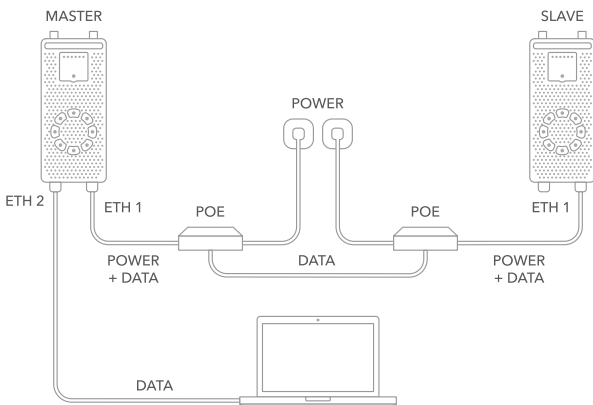 MASTER
SLAVE
POWER
ETH 2
ETH 1
POE
POE
ETH 1
POWER
+ DATA
DATA
POWER
+ DATA
DATA